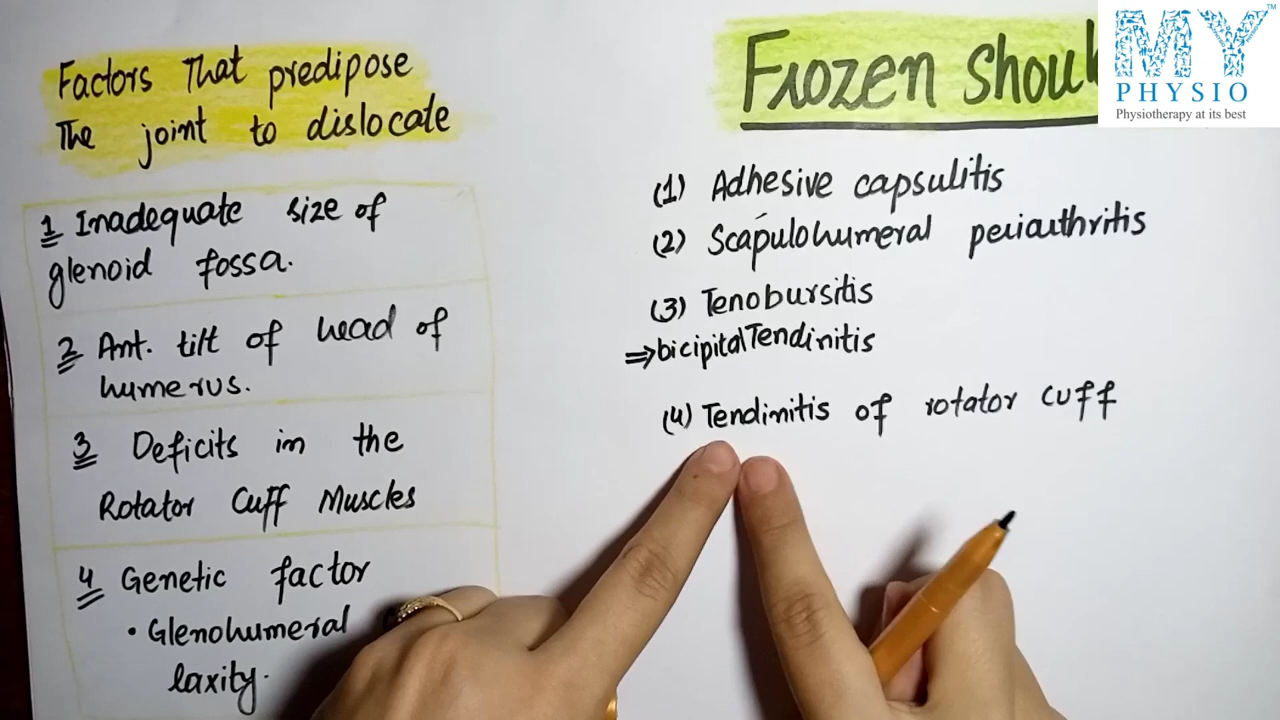 Factors That predipose
The joint to dislocate
1 Inadequate size of
glenoid fossa.
2 Ant. tilt of head of
humerus.
3 Deficits in the
Rotator Cuff Muscles
4 Genetic factor
• Glenohumeral
laxity.
Frozen Shoul
(1) Adhesive capsulitis
(2) Scapulohumeral periarthritis
(3) Tenobursitis
⇒bicipital Tendinitis
(4) Tendinitis of rotator cuff
MY™
PHYSIO
Physiotherapy at its best